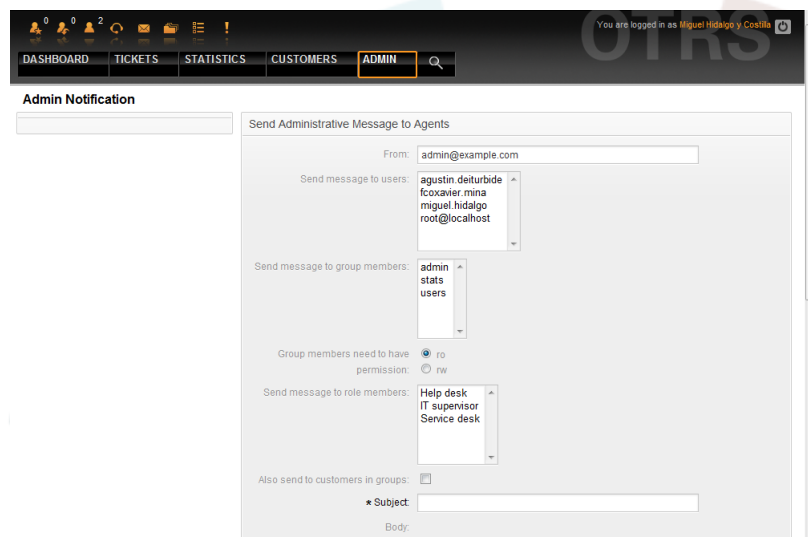 0 0 2
You are logged in as Miguel Hidalgo y Costilla
OTRS
DASHBOARD TICKETS STATISTICS CUSTOMERS ADMIN
Admin Notification
Send Administrative Message to Agents
From: admin@example.com
Send message to users: agustin.deiturbide
fcoxavier.mina
miguel.hidalgo
root@localhost
Send message to group members: admin
stats
users
Group members need to have ro
permission: rw
Send message to role members: Help desk
IT supervisor
Service desk
Also send to customers in groups:
* Subject:
Body: